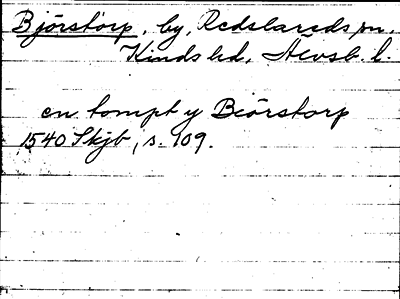 Björstorp, by, Redslareds sn.
Kinds hd, Älvsb. l.
en tompt y Biörstorp
1540 Skjb, s. 109.